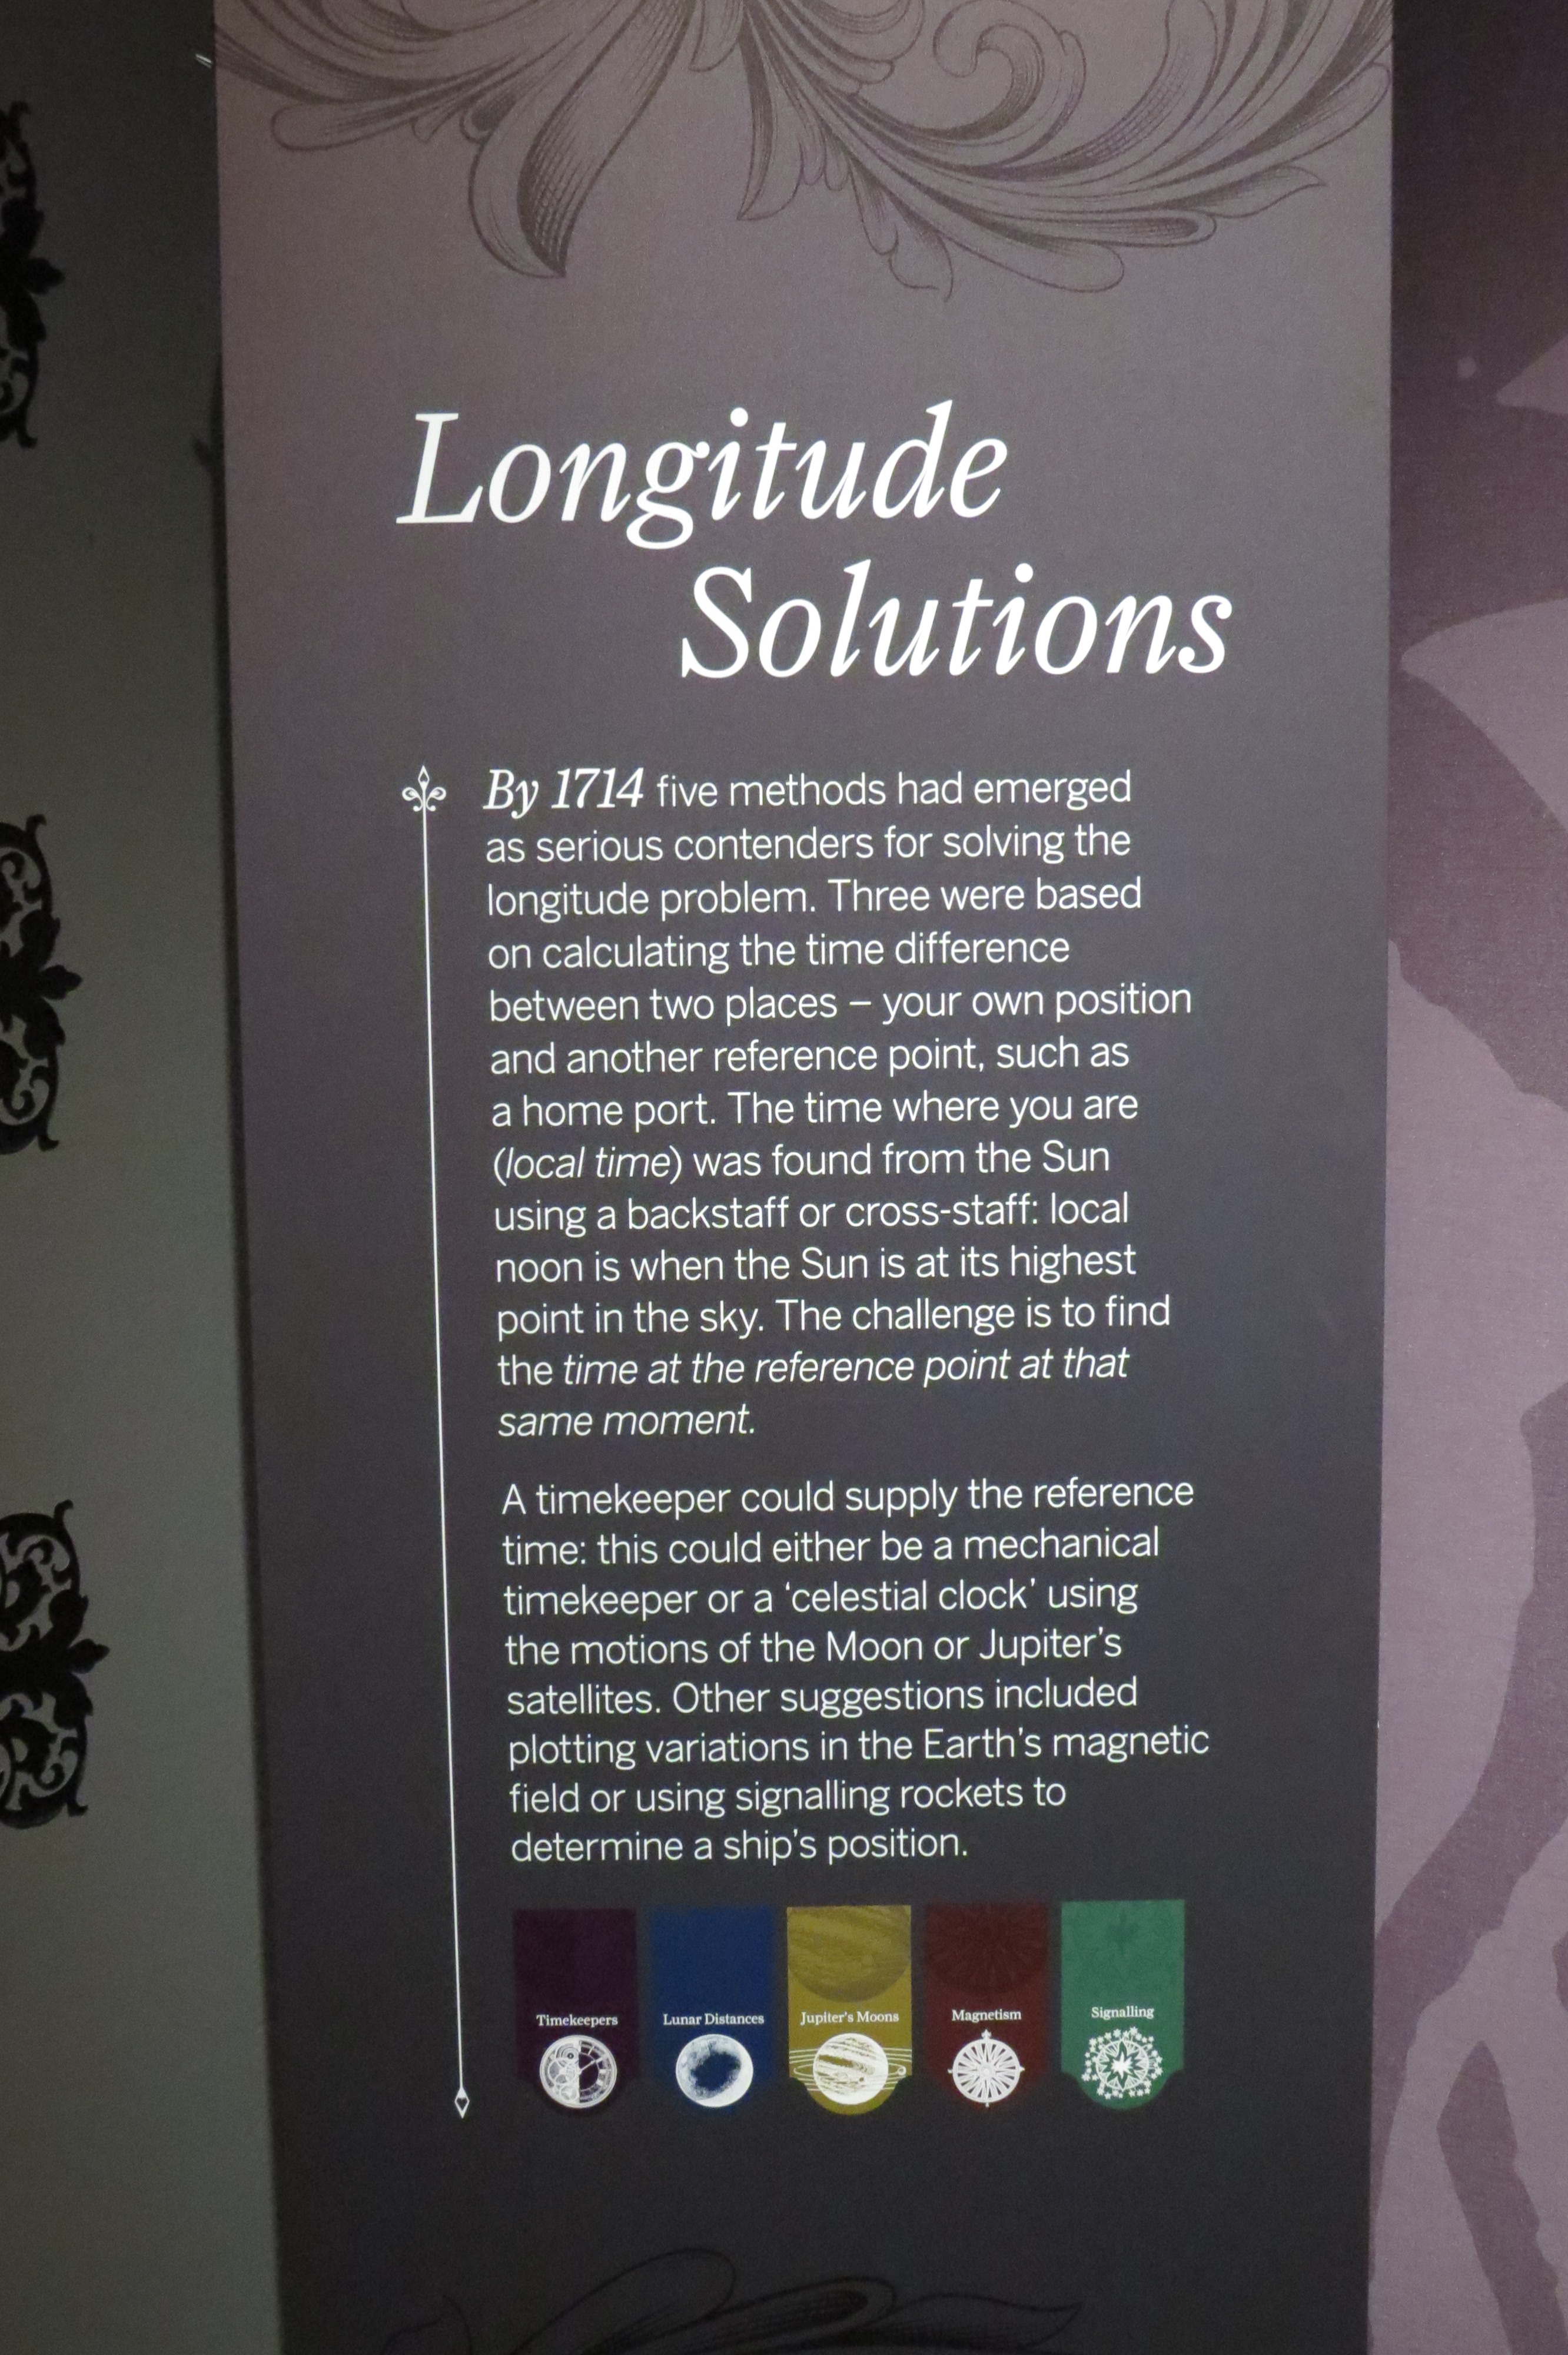 Longitude
Solutions
By 1714 five methods had emerged
as serious contenders for solving the
longitude problem. Three were based
on calculating the time difference
between two places – your own position
and another reference point, such as
a home port. The time where you are
(local time) was found from the Sun
using a backstaff or cross-staff: local
noon is when the Sun is at its highest
point in the sky. The challenge is to find
the time at the reference point at that
same moment.
A timekeeper could supply the reference
time: this could either be a mechanical
timekeeper or a ‘celestial clock’ using
the motions of the Moon or Jupiter’s
satellites. Other suggestions included
plotting variations in the Earth’s magnetic
field or using signalling rockets to
determine a ship’s position.
Timekeepers
Lunar Distances
Jupiter’s Moons
Magnetism
Signalling